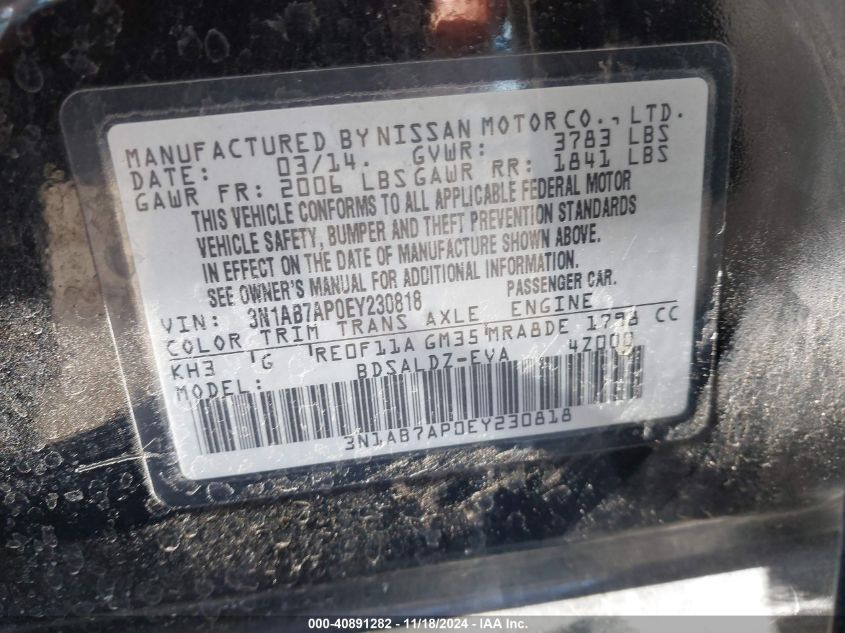 MANUFACTURED BY NISSAN MOTOR CO., LTD.
DATE: 03/14. GVWR: 3783 LBS
GAWR FR: 2006 LBS GAWR RR: 1841 LBS
THIS VEHICLE CONFORMS TO ALL APPLICABLE FEDERAL MOTOR
VEHICLE SAFETY, BUMPER AND THEFT PREVENTION STANDARDS
IN EFFECT ON THE DATE OF MANUFACTURE SHOWN ABOVE.
SEE OWNER'S MANUAL FOR ADDITIONAL INFORMATION.
VIN: 3N1AB7AP0EY230818 PASSENGER CAR.
COLOR TRIM TRANS AXLE ENGINE
KH3 G RE0F11A GM35 MRA8DE 1798 CC
MODEL: BDSALDZ-EVA 4Z000
3N1AB7AP0EY230818
000-40891282 - 11/18/2024 - IAA, Inc.